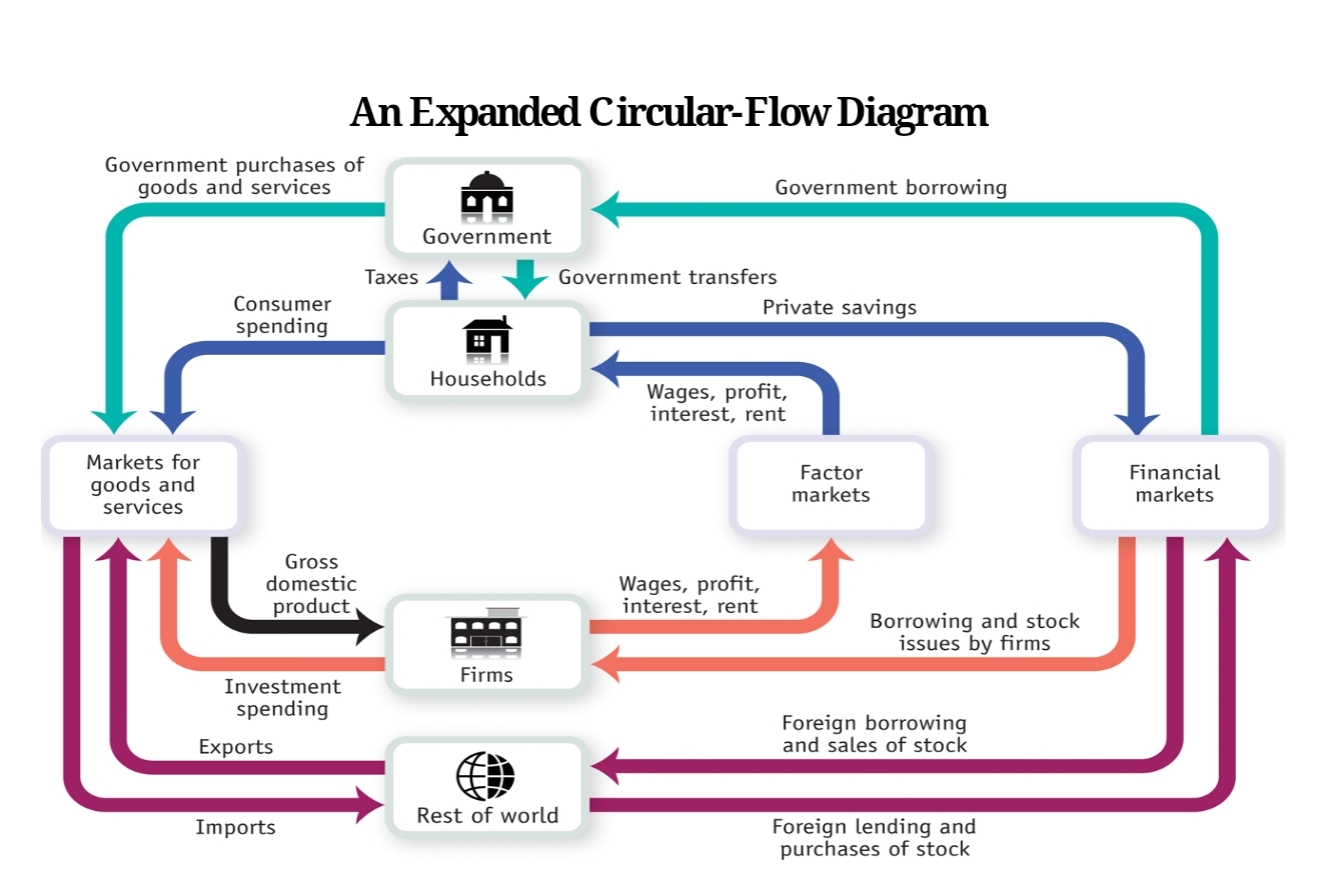 An Expanded Circular-Flow Diagram
Government purchases of
goods and services
Government borrowing
Government
Taxes
Government transfers
Consumer
spending
Private savings
Households
Wages, profit,
interest, rent
Markets for
goods and
services
Factor
markets
Financial
markets
Gross
domestic
product
Wages, profit,
interest, rent
Borrowing and stock
issues by firms
Firms
Investment
spending
Foreign borrowing
and sales of stock
Exports
Rest of world
Imports
Foreign lending and
purchases of stock